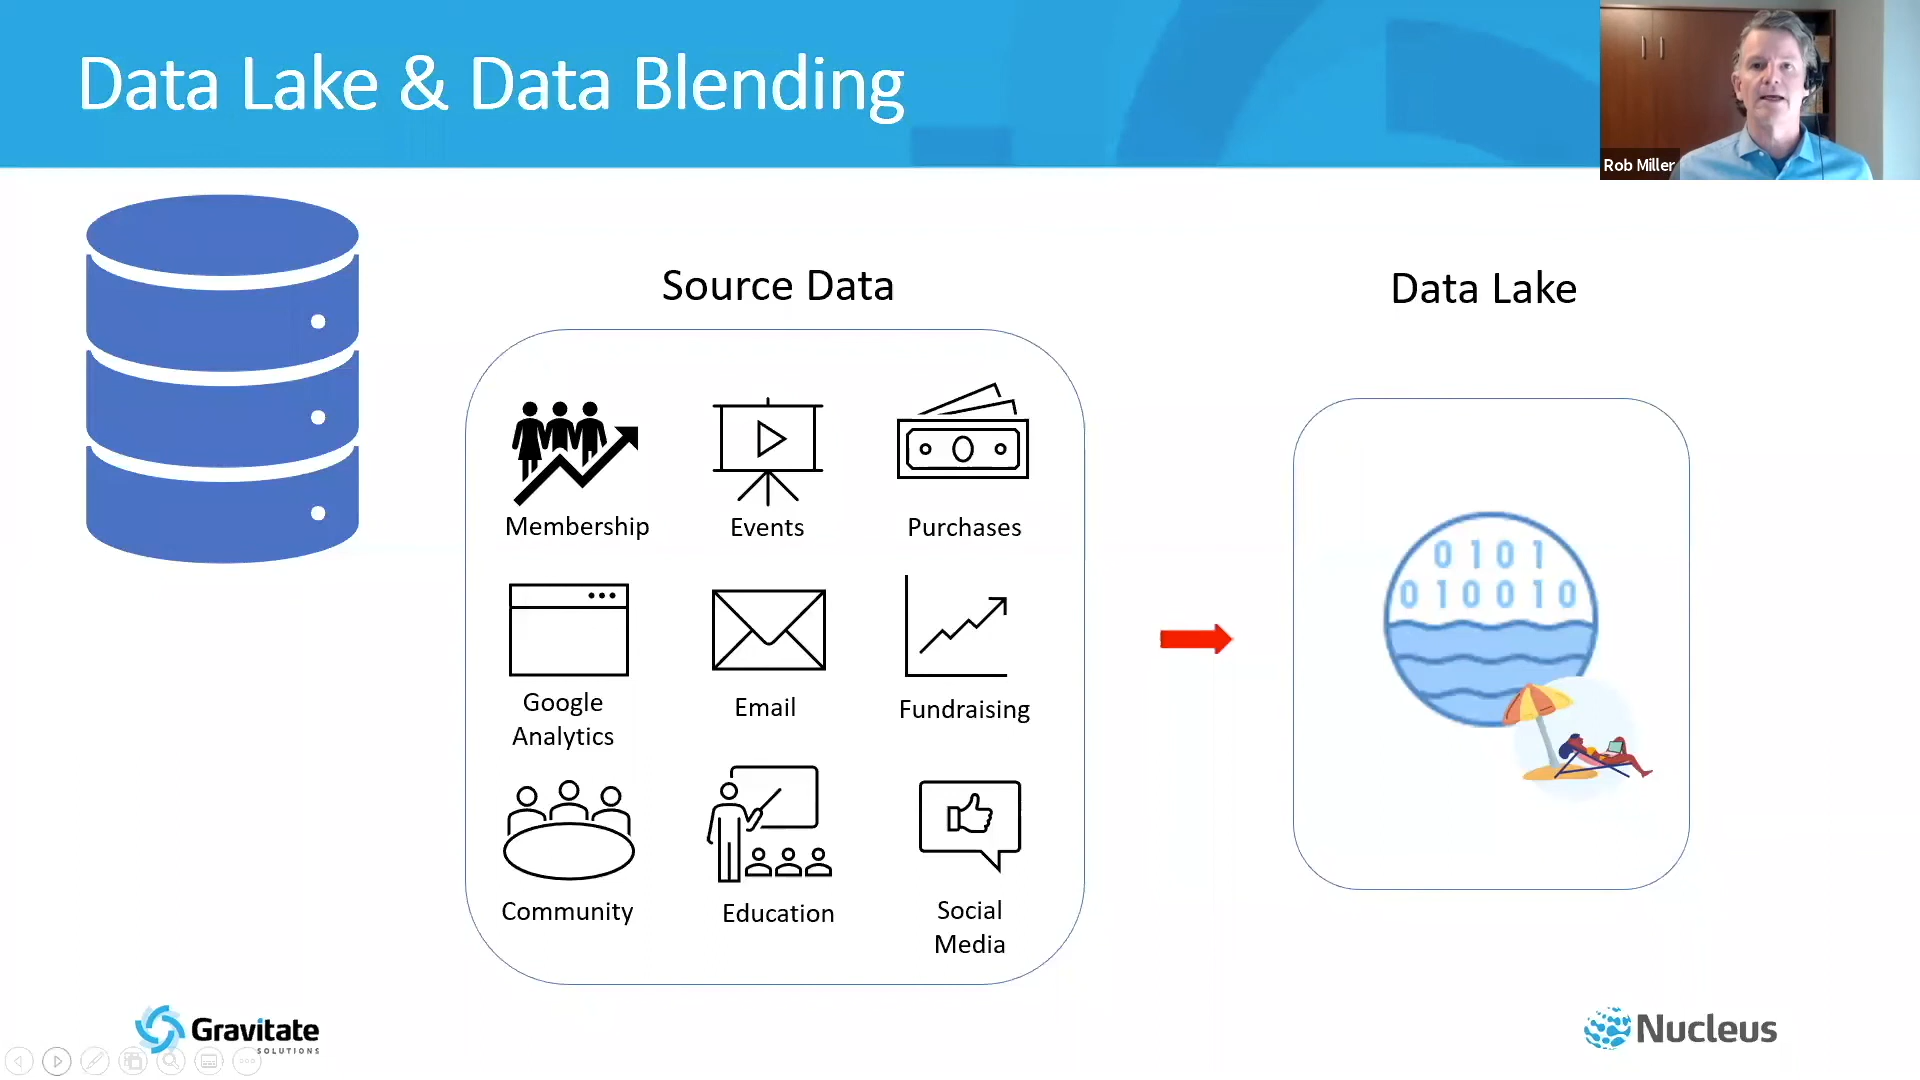 Data Lake & Data Blending
Rob Miller
Source Data
Data Lake
Membership
Events
Purchases
Google
Analytics
Email
Fundraising
Community
Education
Social
Media
0 1 0 1
0 1 0 0 1 0
Gravitate
SOLUTIONS
Nucleus